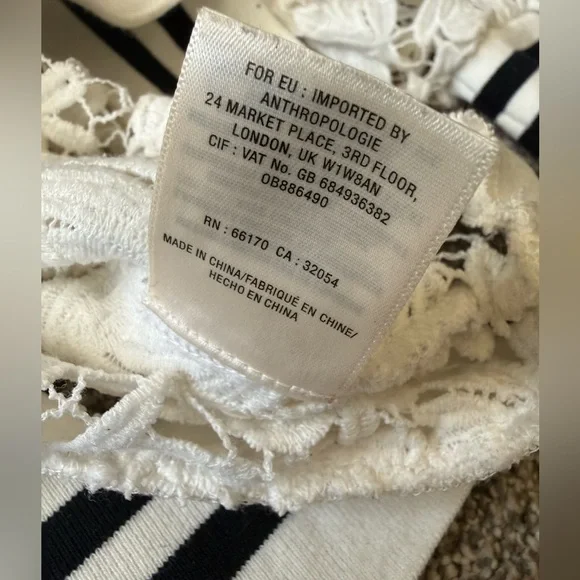 FOR EU : IMPORTED BY
ANTHROPOLOGIE
24 MARKET PLACE, 3RD FLOOR,
LONDON, UK W1W8AN
CIF : VAT No. GB 684936382
OB886490
RN : 66170 CA : 32054
MADE IN CHINA/FABRIQUÉ EN CHINE/
HECHO EN CHINA